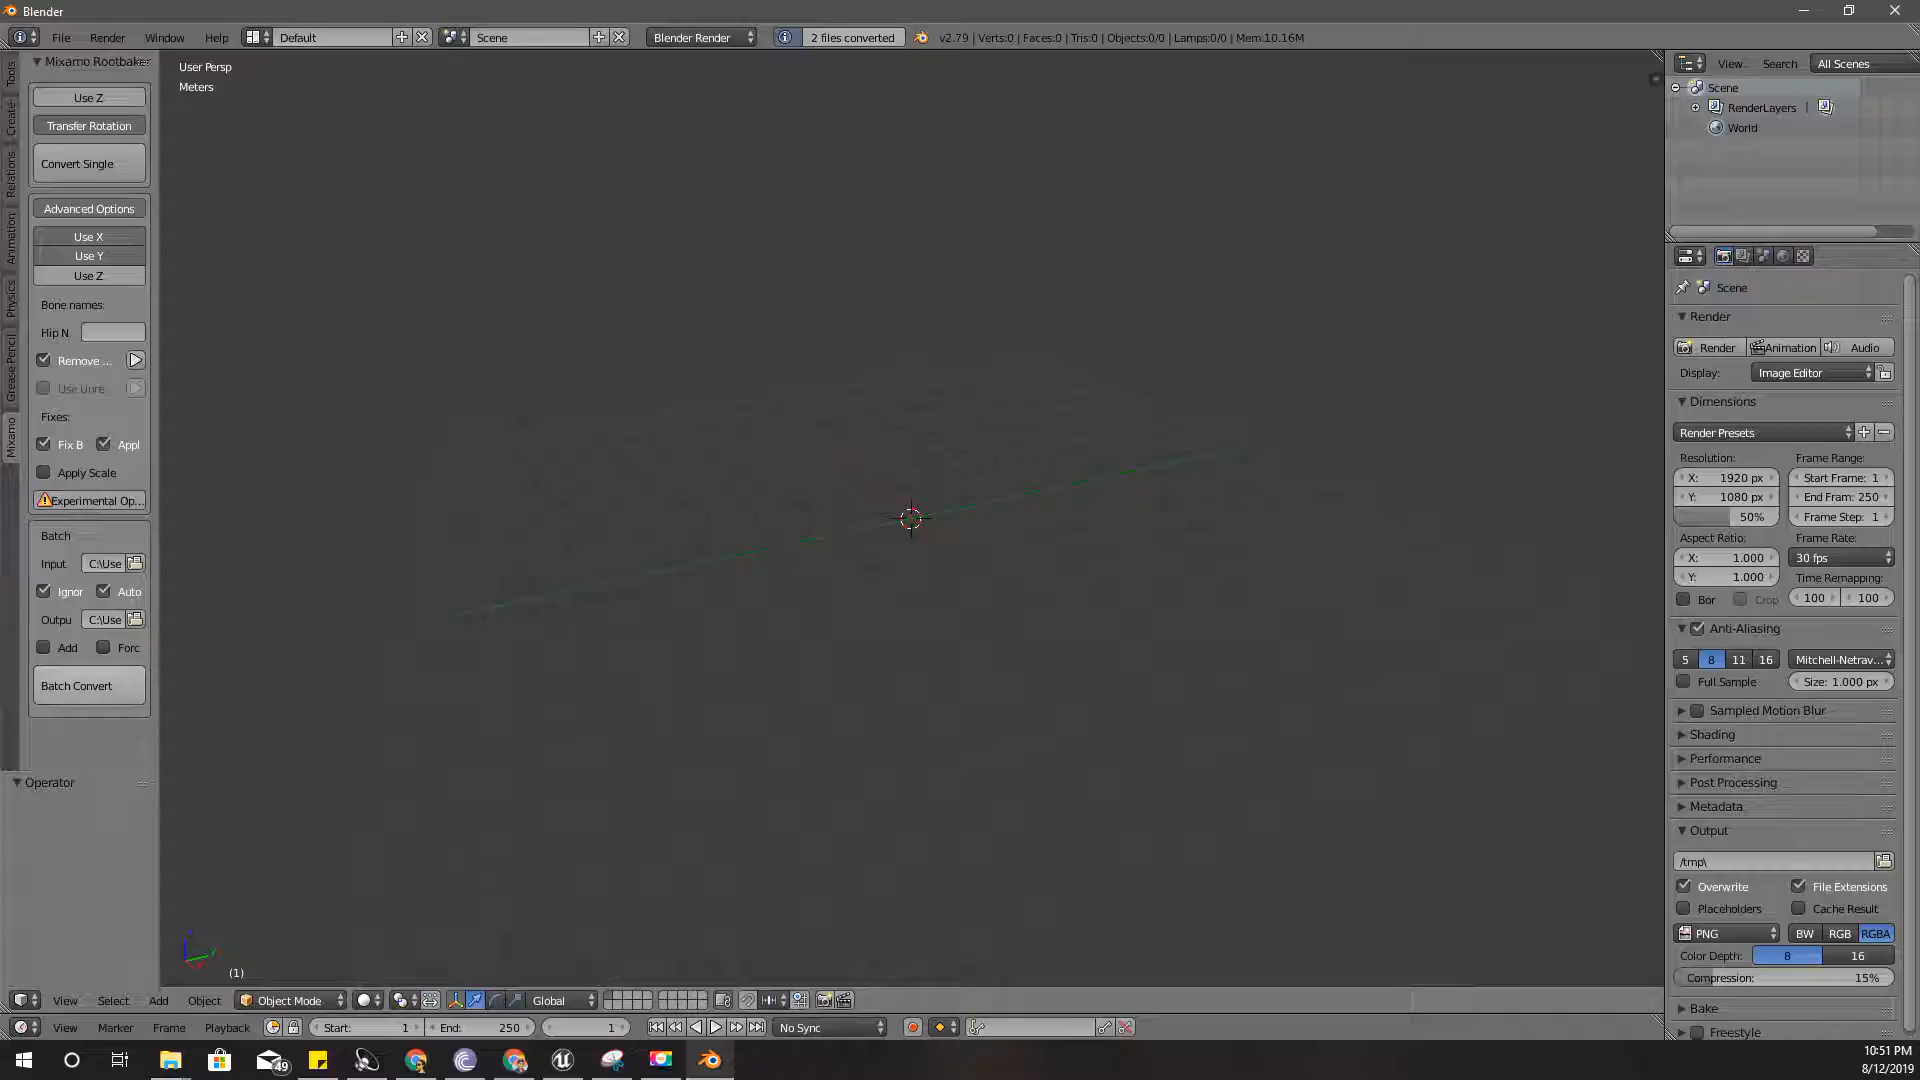 Blender
File Render Window Help Default Scene Blender Render 2 files converted v2.79 | Verts:0 | Faces:0 | Tris:0 | Objects:0/0 | Lamps:0/0 | Mem:10.16M
Tools
Create
Relations
Animation
Physics
Grease Pencil
Mixamo
Mixamo Rootbake
Use Z
Transfer Rotation
Convert Single
Advanced Options
Use X
Use Y
Use Z
Bone names:
Hip N
Remove ...
Use Unre
Fixes:
Fix B Appl
Apply Scale
Experimental Op...
Batch
Input C:\Use
Ignor Auto
Outpu C:\Use
Add Forc
Batch Convert
Operator
User Persp
Meters
(1)
View Select Add Object Object Mode Global
View Marker Frame Playback Start: 1 End: 250 1 No Sync
View Search All Scenes
Scene
RenderLayers |
World
Scene
Render
Render Animation Audio
Display: Image Editor
Dimensions
Render Presets
Resolution: Frame Range:
X: 1920 px Start Frame: 1
Y: 1080 px End Fram: 250
50% Frame Step: 1
Aspect Ratio: Frame Rate:
X: 1.000 30 fps
Y: 1.000 Time Remapping:
Bor Crop 100 100
Anti-Aliasing
5 8 11 16 Mitchell-Netrav...
Full Sample Size: 1.000 px
Sampled Motion Blur
Shading
Performance
Post Processing
Metadata
Output
/tmp\
Overwrite File Extensions
Placeholders Cache Result
PNG BW RGB RGBA
Color Depth: 8 16
Compression: 15%
Bake
Freestyle
49
10:51 PM
8/12/2019